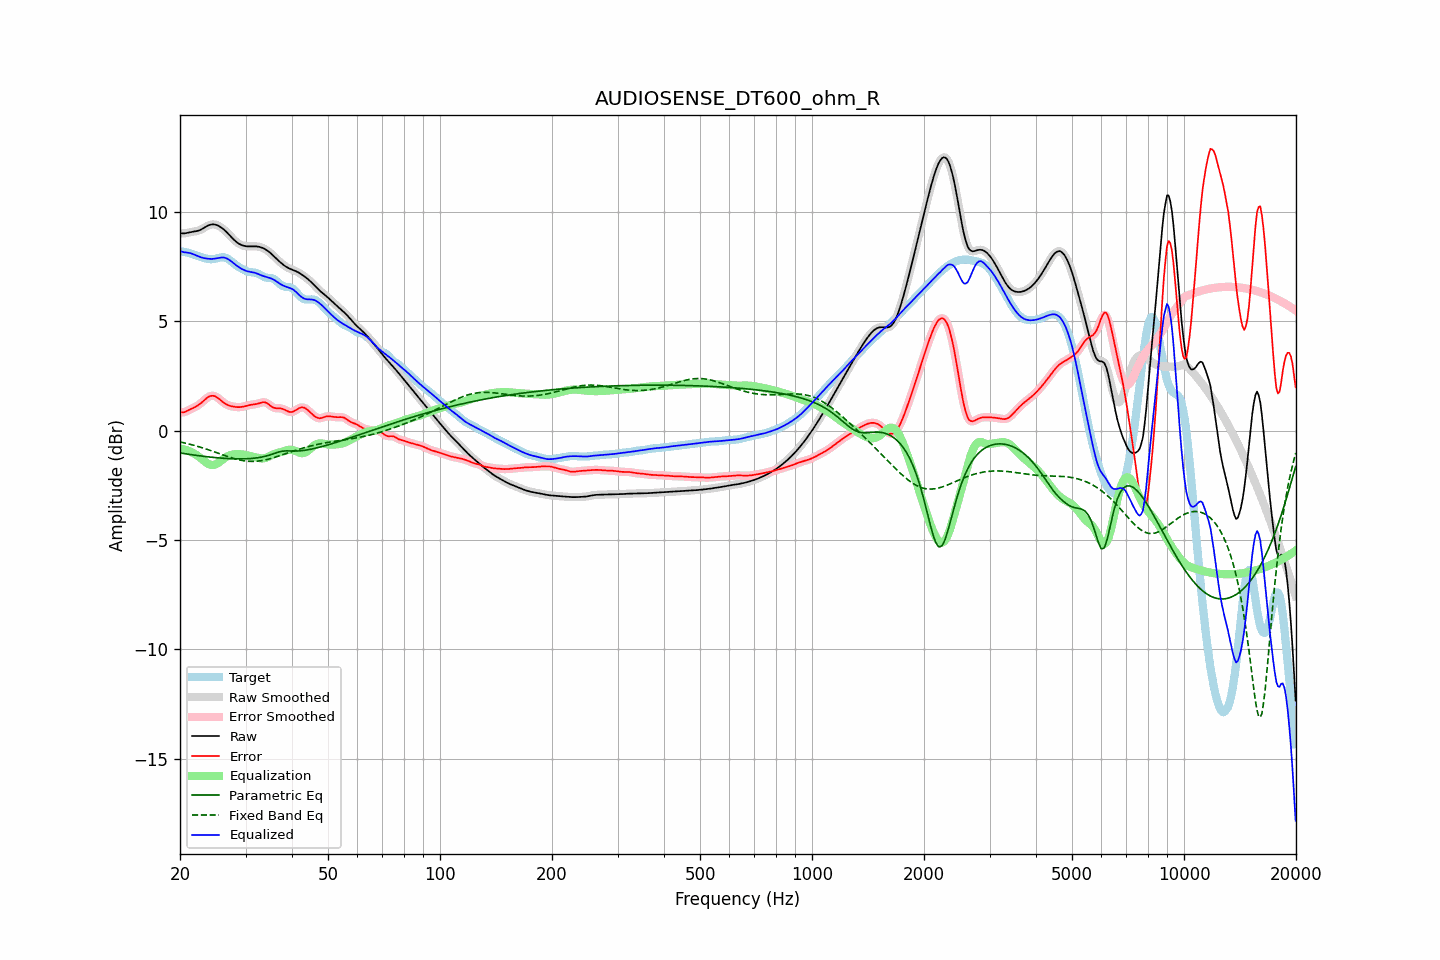 AUDIOSENSE_DT600_ohm_R
Amplitude (dBr)
10
5
0
−5
−10
−15
Target
Raw Smoothed
Error Smoothed
Raw
Error
Equalization
Parametric Eq
Fixed Band Eq
Equalized
20 50 100 200 500 1000 2000 5000 10000 20000
Frequency (Hz)